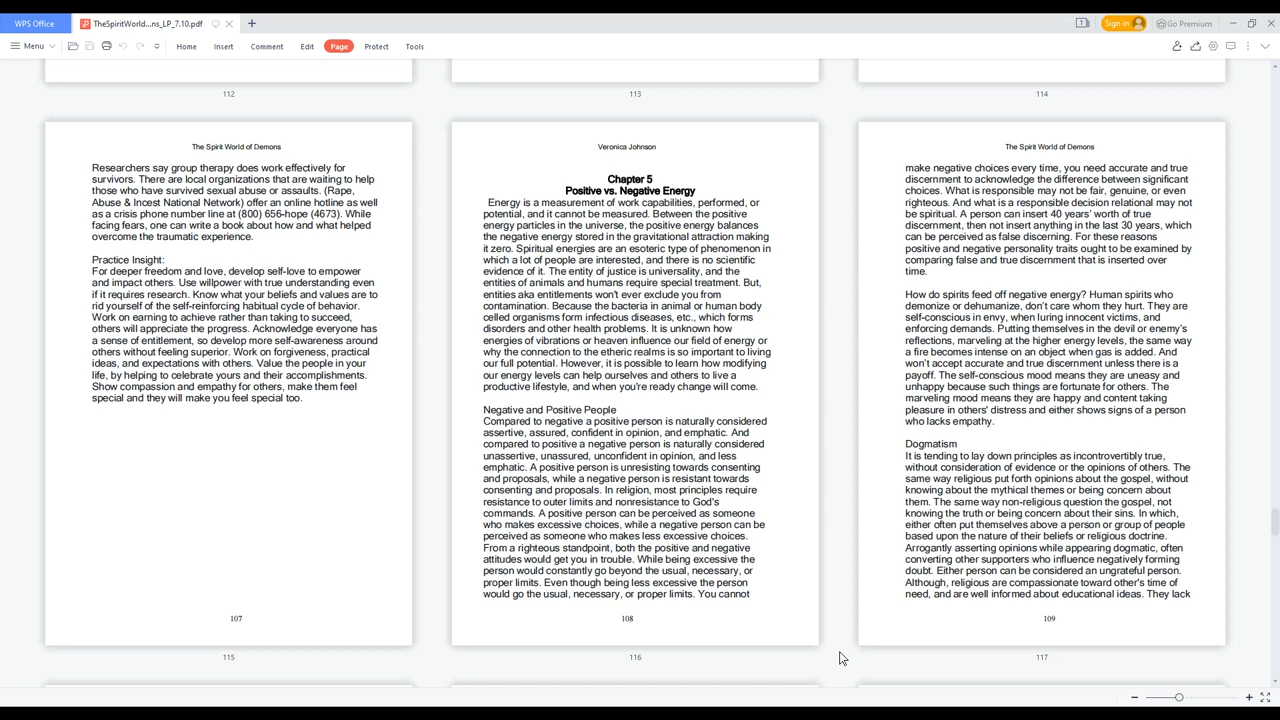 WPS Office
TheSpiritWorld...ns_LP_7.10.pdf
1
Sign in
Go Premium
Menu
Home
Insert
Comment
Edit
Page
Protect
Tools
112
113
114
The Spirit World of Demons
Researchers say group therapy does work effectively for
survivors. There are local organizations that are waiting to help
those who have survived sexual abuse or assaults. (Rape,
Abuse & Incest National Network) offer an online hotline as well
as a crisis phone number line at (800) 656-hope (4673). While
facing fears, one can write a book about how and what helped
overcome the traumatic experience.
Practice Insight:
For deeper freedom and love, develop self-love to empower
and impact others. Use willpower with true understanding even
if it requires research. Know what your beliefs and values are to
rid yourself of the self-reinforcing habitual cycle of behavior.
Work on earning to achieve rather than taking to succeed,
others will appreciate the progress. Acknowledge everyone has
a sense of entitlement, so develop more self-awareness around
others without feeling superior. Work on forgiveness, practical
ideas, and expectations with others. Value the people in your
life, by helping to celebrate yours and their accomplishments.
Show compassion and empathy for others, make them feel
special and they will make you feel special too.
107
115
Veronica Johnson
Chapter 5
Positive vs. Negative Energy
Energy is a measurement of work capabilities, performed, or
potential, and it cannot be measured. Between the positive
energy particles in the universe, the positive energy balances
the negative energy stored in the gravitational attraction making
it zero. Spiritual energies are an esoteric type of phenomenon in
which a lot of people are interested, and there is no scientific
evidence of it. The entity of justice is universality, and the
entities of animals and humans require special treatment. But,
entities aka entitlements won't ever exclude you from
contamination. Because the bacteria in animal or human body
celled organisms form infectious diseases, etc., which forms
disorders and other health problems. It is unknown how
energies of vibrations or heaven influence our field of energy or
why the connection to the etheric realms is so important to living
our full potential. However, it is possible to learn how modifying
our energy levels can help ourselves and others to live a
productive lifestyle, and when you're ready change will come.
Negative and Positive People
Compared to negative a positive person is naturally considered
assertive, assured, confident in opinion, and emphatic. And
compared to positive a negative person is naturally considered
unassertive, unassured, unconfident in opinion, and less
emphatic. A positive person is unresisting towards consenting
and proposals, while a negative person is resistant towards
consenting and proposals. In religion, most principles require
resistance to outer limits and nonresistance to God's
commands. A positive person can be perceived as someone
who makes excessive choices, while a negative person can be
perceived as someone who makes less excessive choices.
From a righteous standpoint, both the positive and negative
attitudes would get you in trouble. While being excessive the
person would constantly go beyond the usual, necessary, or
proper limits. Even though being less excessive the person
would go the usual, necessary, or proper limits. You cannot
108
116
The Spirit World of Demons
make negative choices every time, you need accurate and true
discernment to acknowledge the difference between significant
choices. What is responsible may not be fair, genuine, or even
righteous. And what is a responsible decision relational may not
be spiritual. A person can insert 40 years' worth of true
discernment, then not insert anything in the last 30 years, which
can be perceived as false discerning. For these reasons
positive and negative personality traits ought to be examined by
comparing false and true discernment that is inserted over
time.
How do spirits feed off negative energy? Human spirits who
demonize or dehumanize, don't care whom they hurt. They are
self-conscious in envy, when luring innocent victims, and
enforcing demands. Putting themselves in the devil or enemy's
reflections, marveling at the higher energy levels, the same way
a fire becomes intense on an object when gas is added. And
won't accept accurate and true discernment unless there is a
payoff. The self-conscious mood means they are uneasy and
unhappy because such things are fortunate for others. The
marveling mood means they are happy and content taking
pleasure in others' distress and either shows signs of a person
who lacks empathy.
Dogmatism
It is tending to lay down principles as incontrovertibly true,
without consideration of evidence or the opinions of others. The
same way religious put forth opinions about the gospel, without
knowing about the mythical themes or being concern about
them. The same way non-religious question the gospel, not
knowing the truth or being concern about their sins. In which,
either often put themselves above a person or group of people
based upon the nature of their beliefs or religious doctrine.
Arrogantly asserting opinions while appearing dogmatic, often
converting other supporters who influence negatively forming
doubt. Either person can be considered an ungrateful person.
Although, religious are compassionate toward other's time of
need, and are well informed about educational ideas. They lack
109
117